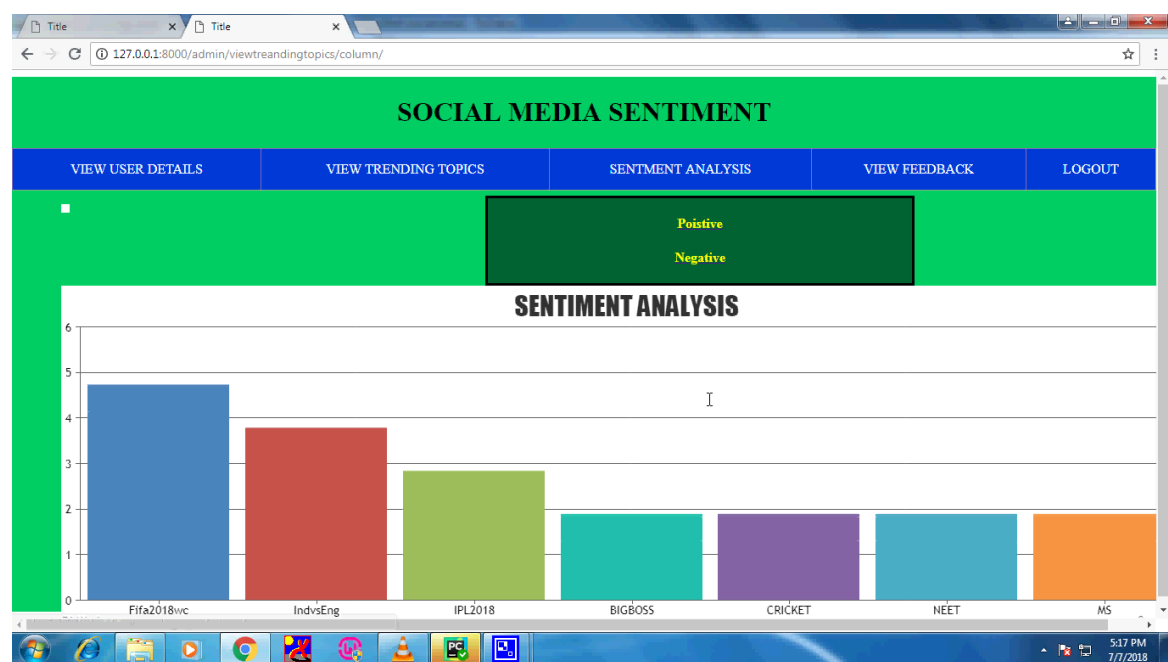 Title
Title
127.0.0.1:8000/admin/viewtreandingtopics/column/
SOCIAL MEDIA SENTIMENT
VIEW USER DETAILS VIEW TRENDING TOPICS SENTMENT ANALYSIS VIEW FEEDBACK LOGOUT
Poistive
Negative
SENTIMENT ANALYSIS
6
5
4
3
2
1
0
Fifa2018wc IndvsEng IPL2018 BIGBOSS CRICKET NEET MS
PC
5:17 PM
7/7/2018